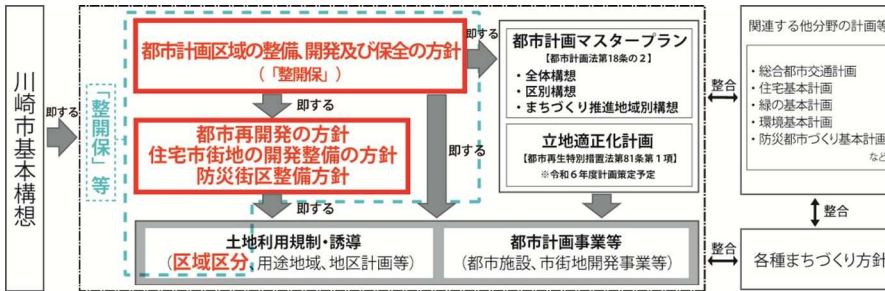 川崎市基本構想
即する
「整開保」等
都市計画区域の整備、開発及び保全の方針
（「整開保」）
即する
即する
都市再開発の方針
住宅市街地の開発整備の方針
防災街区整備方針
即する
即する
都市計画マスタープラン
【都市計画法第18条の2】
・全体構想
・区別構想
・まちづくり推進地域別構想
立地適正化計画
【都市再生特別措置法第81条第1項】
※令和6年度計画策定予定
即する
土地利用規制・誘導
（区域区分、用途地域、地区計画等）
都市計画事業等
（都市施設、市街地開発事業等）
整合
関連する他分野の計画等
・総合都市交通計画
・住宅基本計画
・緑の基本計画
・環境基本計画
・防災都市づくり基本計画
など
整合
整合
各種まちづくり方針